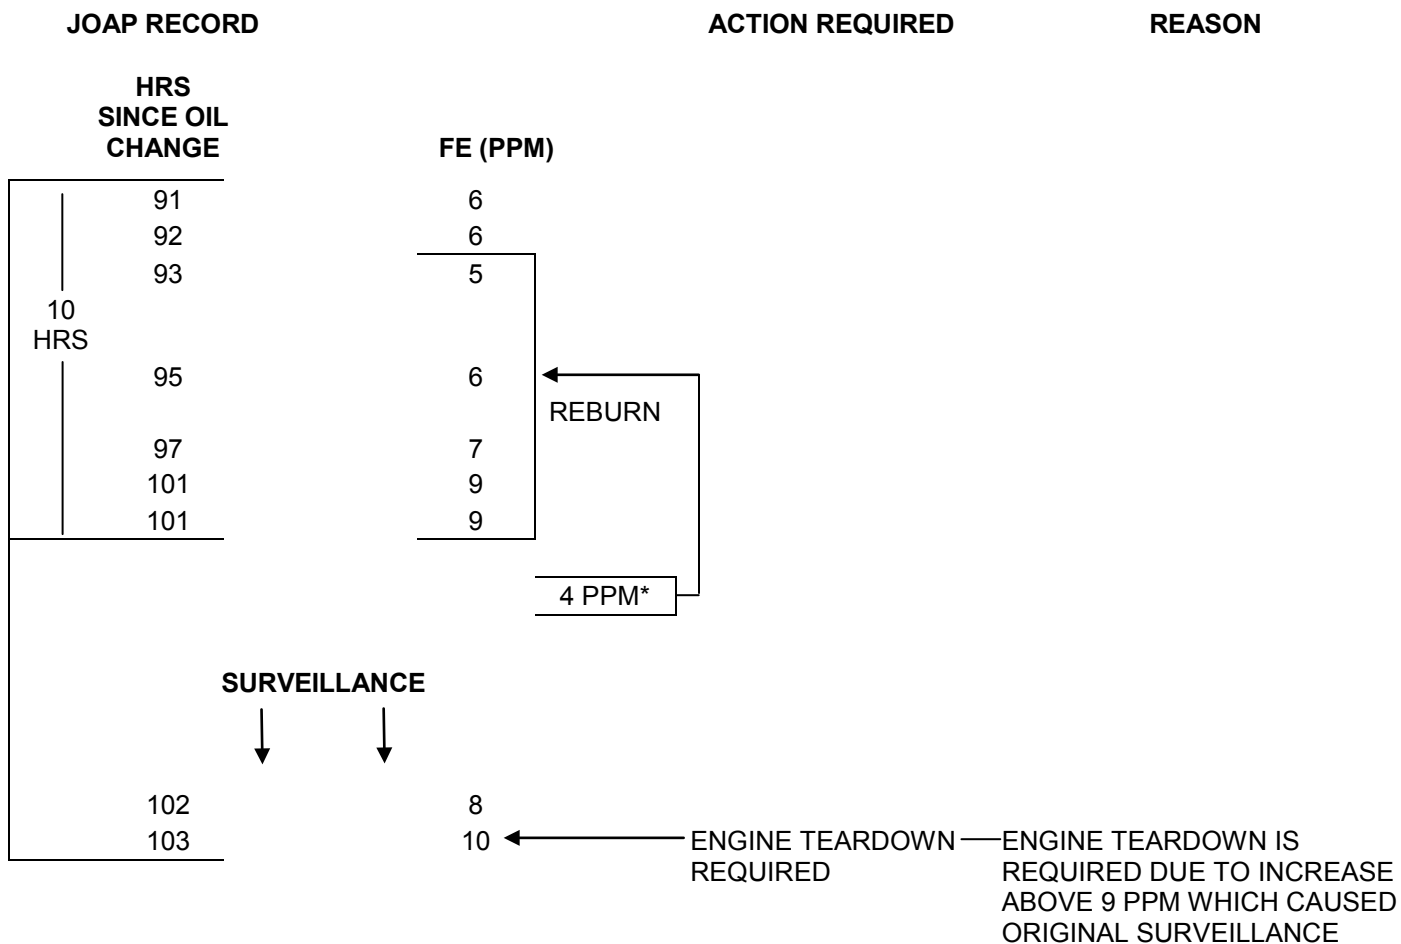 JOAP RECORD ACTION REQUIRED REASON
HRS
SINCE OIL
CHANGE FE (PPM)
91 6
92 6
93 5
10
HRS
95 6
REBURN
97 7
101 9
101 9
4 PPM*
SURVEILLANCE
102 8
103 10 ENGINE TEARDOWN ENGINE TEARDOWN IS
REQUIRED REQUIRED DUE TO INCREASE
ABOVE 9 PPM WHICH CAUSED
ORIGINAL SURVEILLANCE